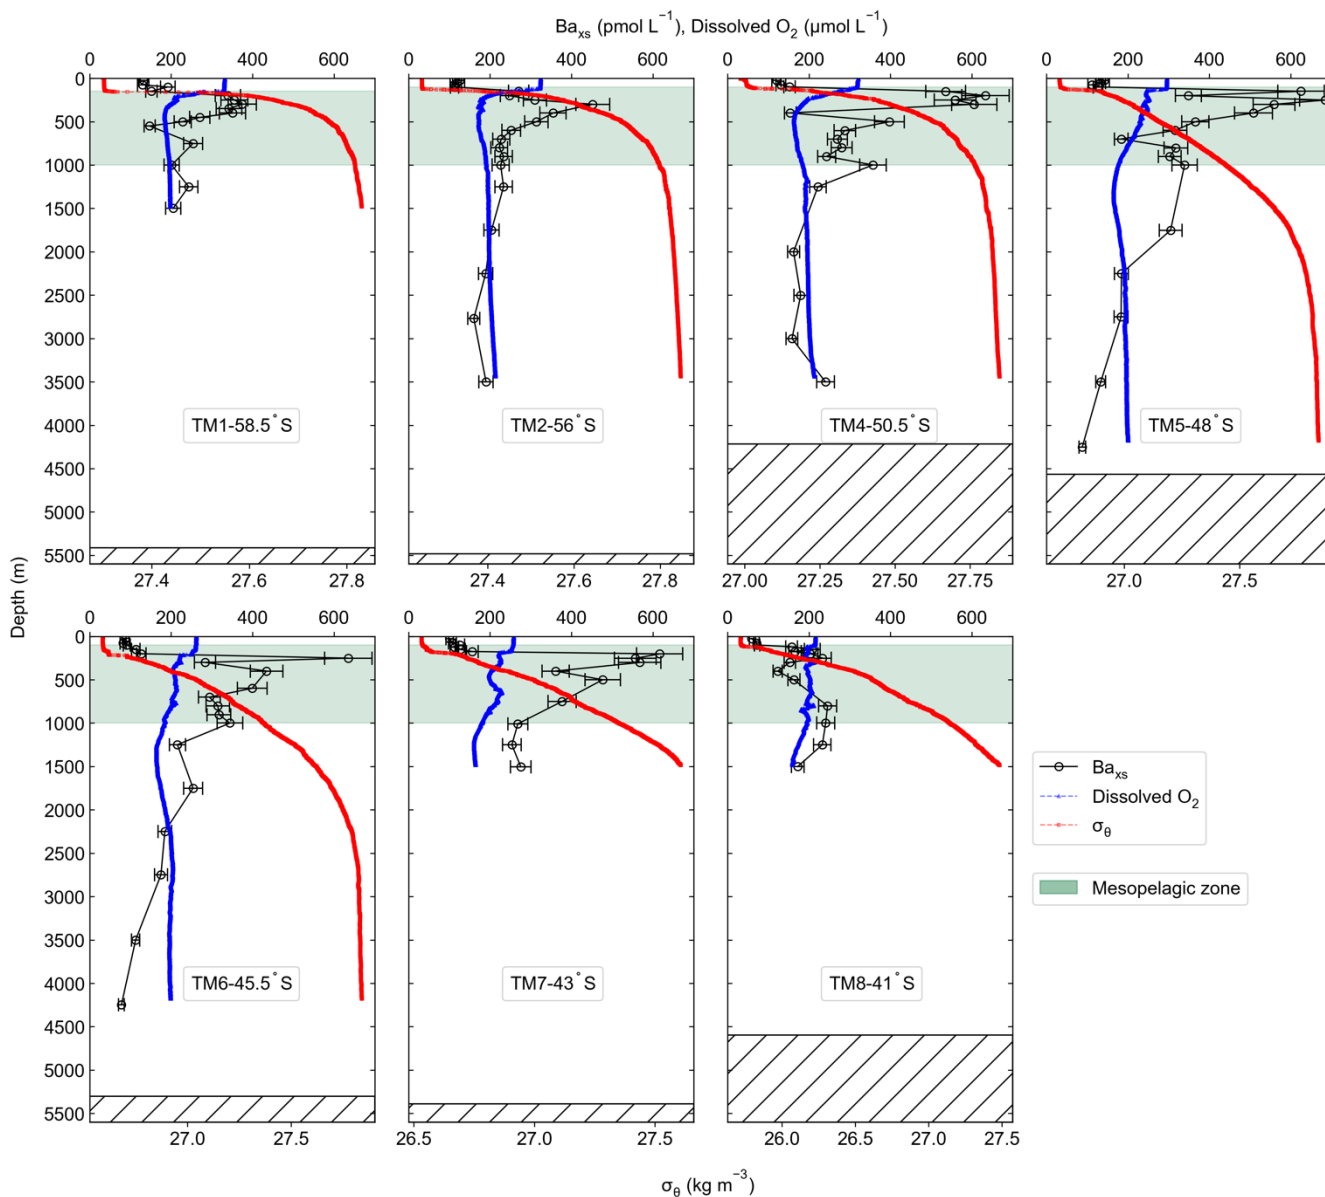 Ba_xs (pmol L⁻¹), Dissolved O₂ (μmol L⁻¹)
0 200 400 600
0 200 400 600
0 200 400 600
0 200 400 600
0
500
1000
1500
2000
2500
3000
3500
4000
4500
5000
5500
TM1-58.5°S
TM2-56°S
TM4-50.5°S
TM5-48°S
27.4 27.6 27.8
27.4 27.6 27.8
27.00 27.25 27.50 27.75
27.0 27.5
Depth (m)
0 200 400 600
0 200 400 600
0 200 400 600
0
500
1000
1500
2000
2500
3000
3500
4000
4500
5000
5500
TM6-45.5°S
TM7-43°S
TM8-41°S
27.0 27.5
26.5 27.0 27.5
26.0 26.5 27.0 27.5
Ba_xs
Dissolved O₂
σ_θ
Mesopelagic zone
σ_θ (kg m⁻³)